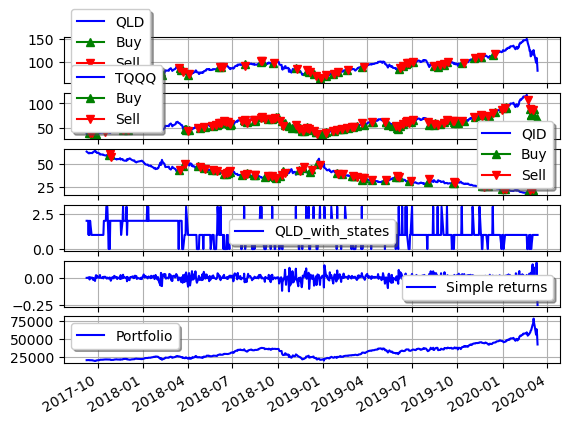 QLD
Buy
Sell
150
100
TQQQ
Buy
Sell
100
50
QID
Buy
Sell
50
25
QLD_with_states
2.5
0.0
Simple returns
0.00
−0.25
Portfolio
75000
50000
25000
2017-10 2018-01 2018-04 2018-07 2018-10 2019-01 2019-04 2019-07 2019-10 2020-01 2020-04